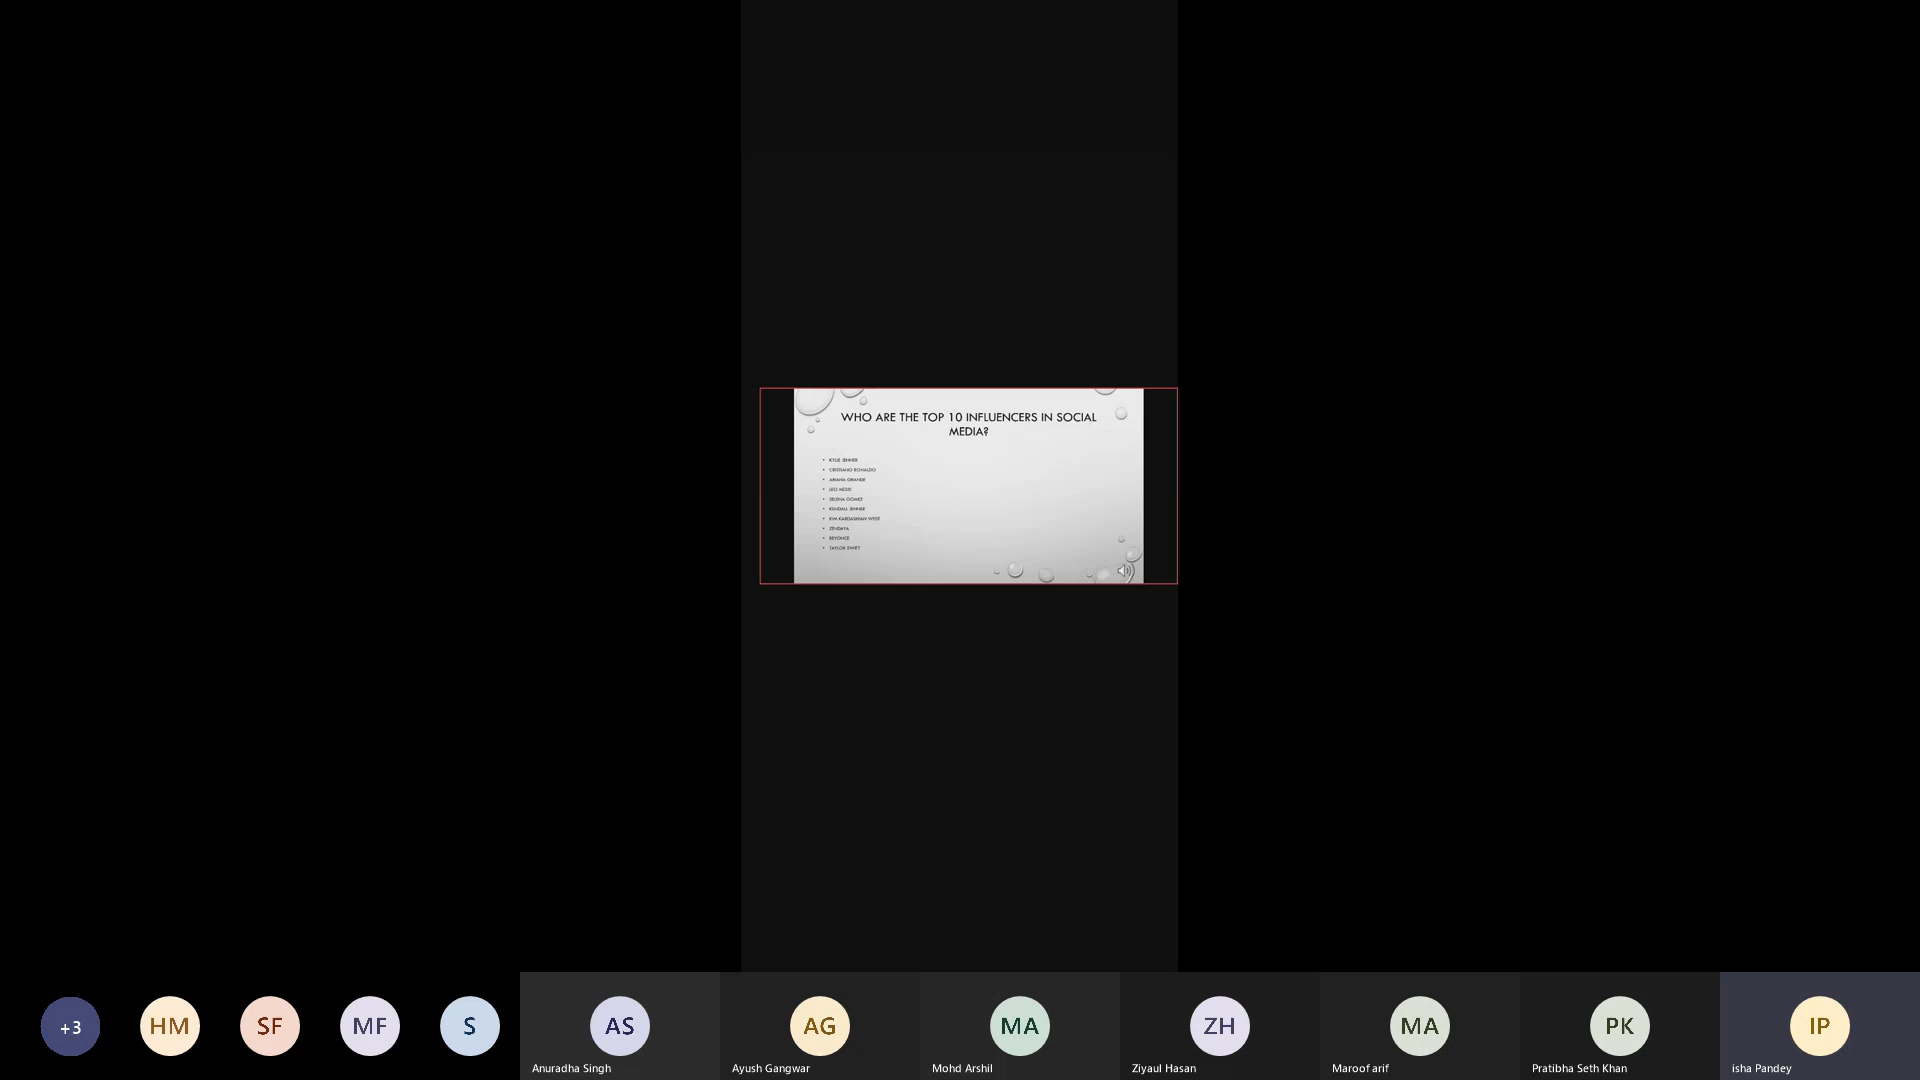 WHO ARE THE TOP 10 INFLUENCERS IN SOCIAL
MEDIA?
• KYLIE JENNER
• CRISTIANO RONALDO
• ARIANA GRANDE
• LEO MESSI
• SELENA GOMEZ
• KENDALL JENNER
• KIM KARDASHIAN WEST
• ZENDAYA
• BEYONCE
• TAYLOR SWIFT
+3
HM
SF
MF
S
AS
AG
MA
ZH
MA
PK
IP
Anuradha Singh
Ayush Gangwar
Mohd Arshil
Ziyaul Hasan
Maroof arif
Pratibha Seth Khan
isha Pandey